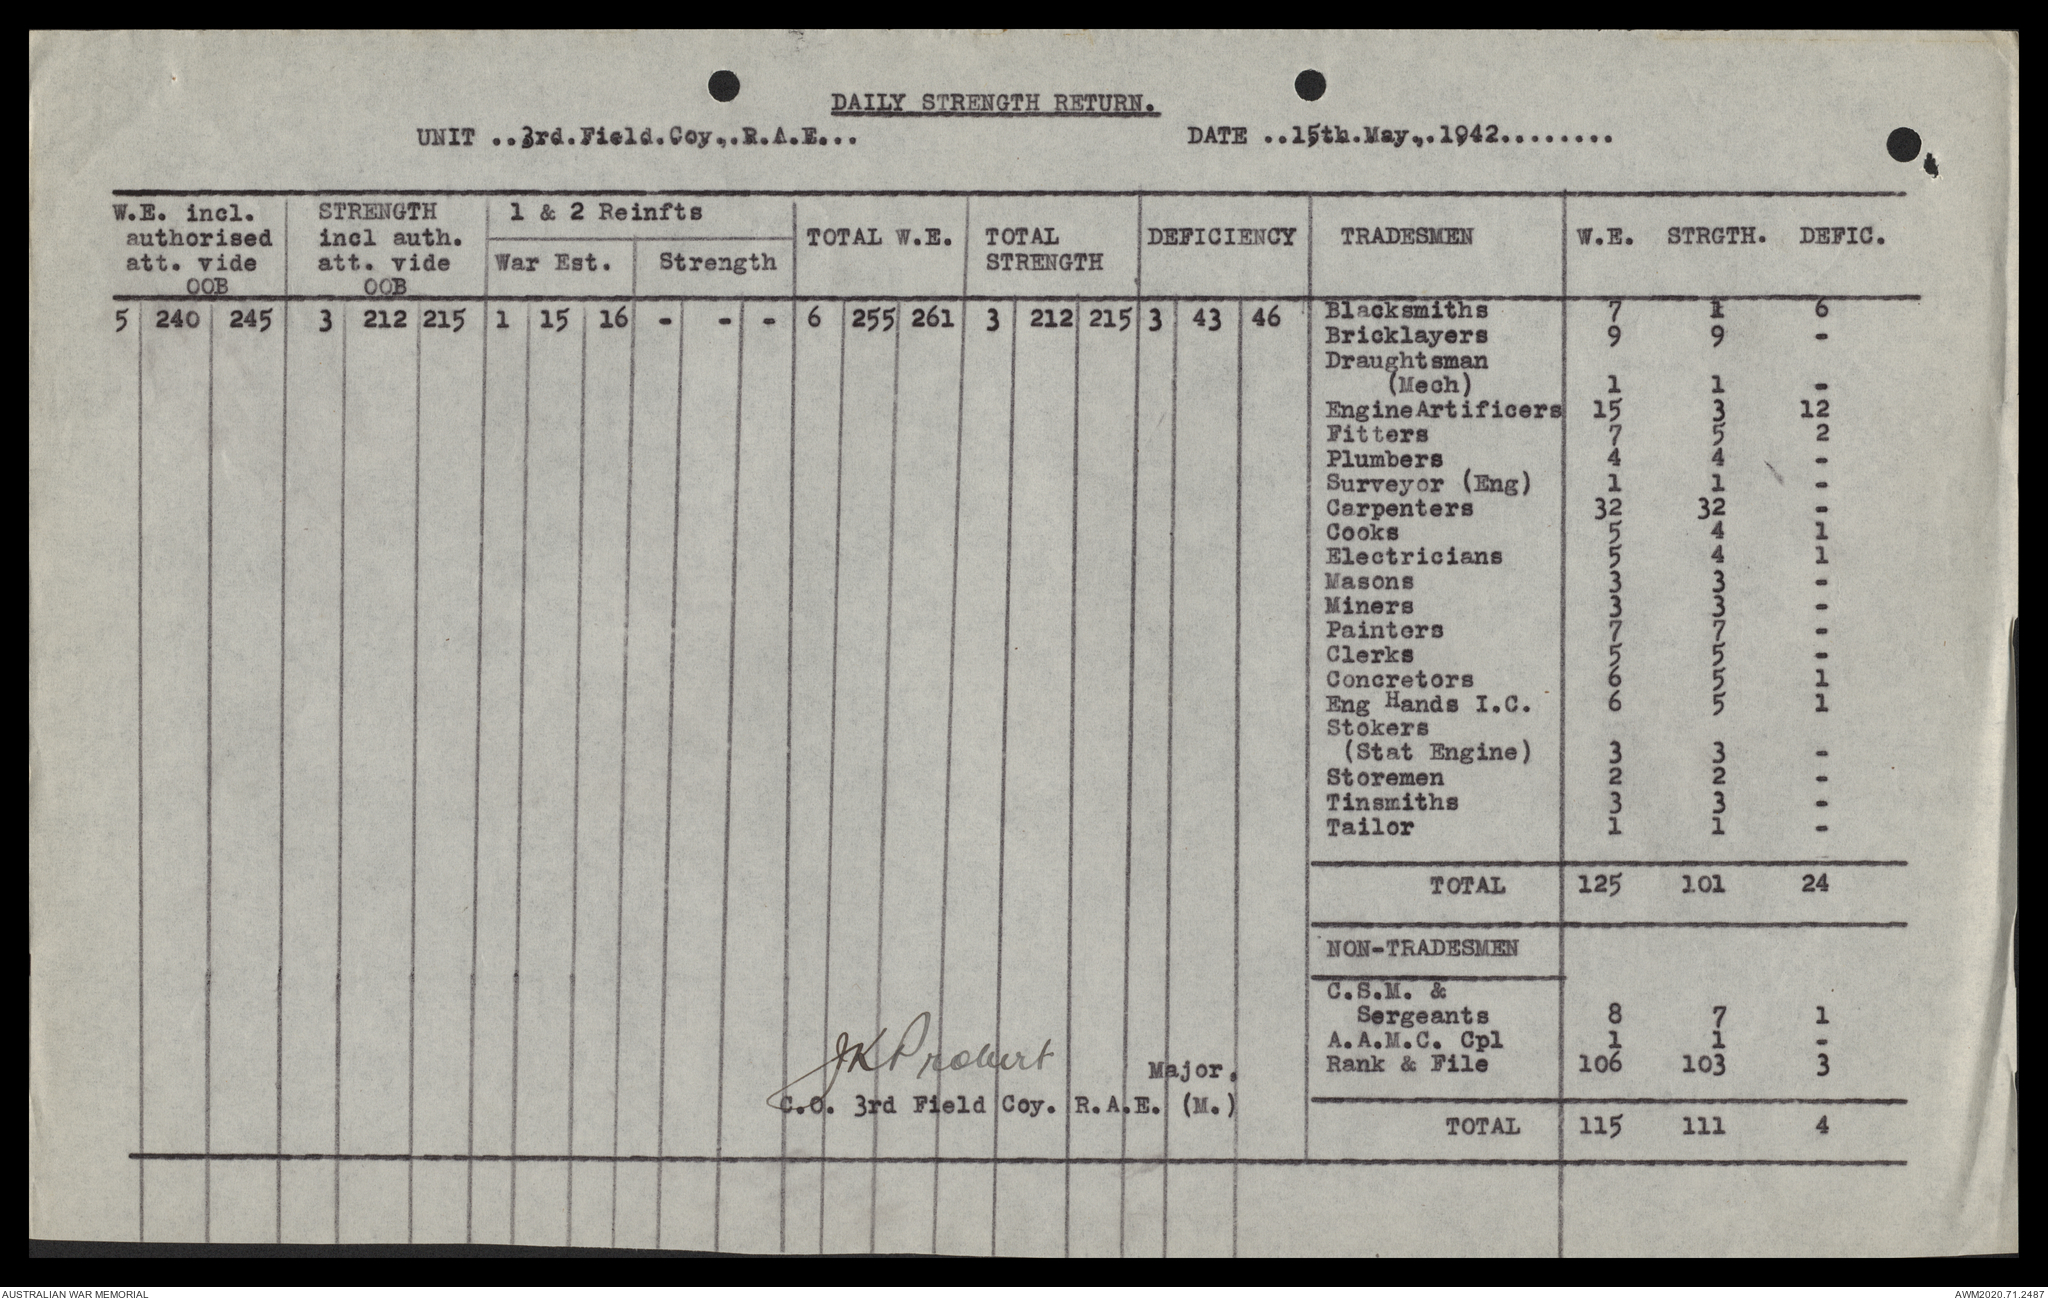 DAILY STRENGTH RETURN.
UNIT ..3rd.Field.Coy.,.R.A.E... DATE ..15th.May.,.1942........
W.E. incl. authorised att. vide OOB
STRENGTH incl auth. att. vide OOB
1 & 2 Reinfts
War Est. Strength
TOTAL W.E.
TOTAL STRENGTH
DEFICIENCY
TRADESMEN W.E. STRGTH. DEFIC.
5 240 245 3 212 215 1 15 16 - - - 6 255 261 3 212 215 3 43 46
Blacksmiths 7 1 6
Bricklayers 9 9 -
Draughtsman
(Mech) 1 1 -
EngineArtificers 15 3 12
Fitters 7 5 2
Plumbers 4 4 -
Surveyor (Eng) 1 1 -
Carpenters 32 32 -
Cooks 5 4 1
Electricians 5 4 1
Masons 3 3 -
Miners 3 3 -
Painters 7 7 -
Clerks 5 5 -
Concretors 6 5 1
Eng Hands I.C. 6 5 1
Stokers
(Stat Engine) 3 3 -
Storemen 2 2 -
Tinsmiths 3 3 -
Tailor 1 1 -
TOTAL 125 101 24
NON-TRADESMEN
C.S.M. &
Sergeants 8 7 1
A.A.M.C. Cpl 1 1 -
Rank & File 106 103 3
TOTAL 115 111 4
JK Probert Major.
C.O. 3rd Field Coy. R.A.E. (M.)
AUSTRALIAN WAR MEMORIAL AWM2020.71.2487